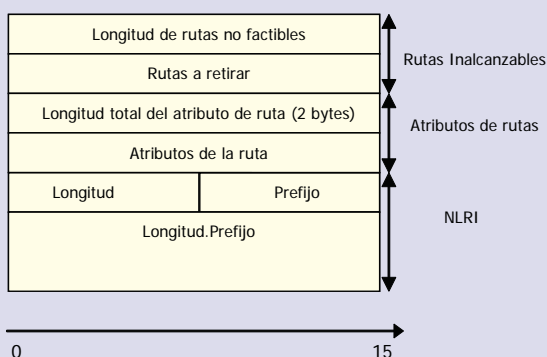 Longitud de rutas no factibles
Rutas a retirar
Rutas Inalcanzables
Longitud total del atributo de ruta (2 bytes)
Atributos de la ruta
Atributos de rutas
Longitud
Prefijo
Longitud.Prefijo
NLRI
0
15